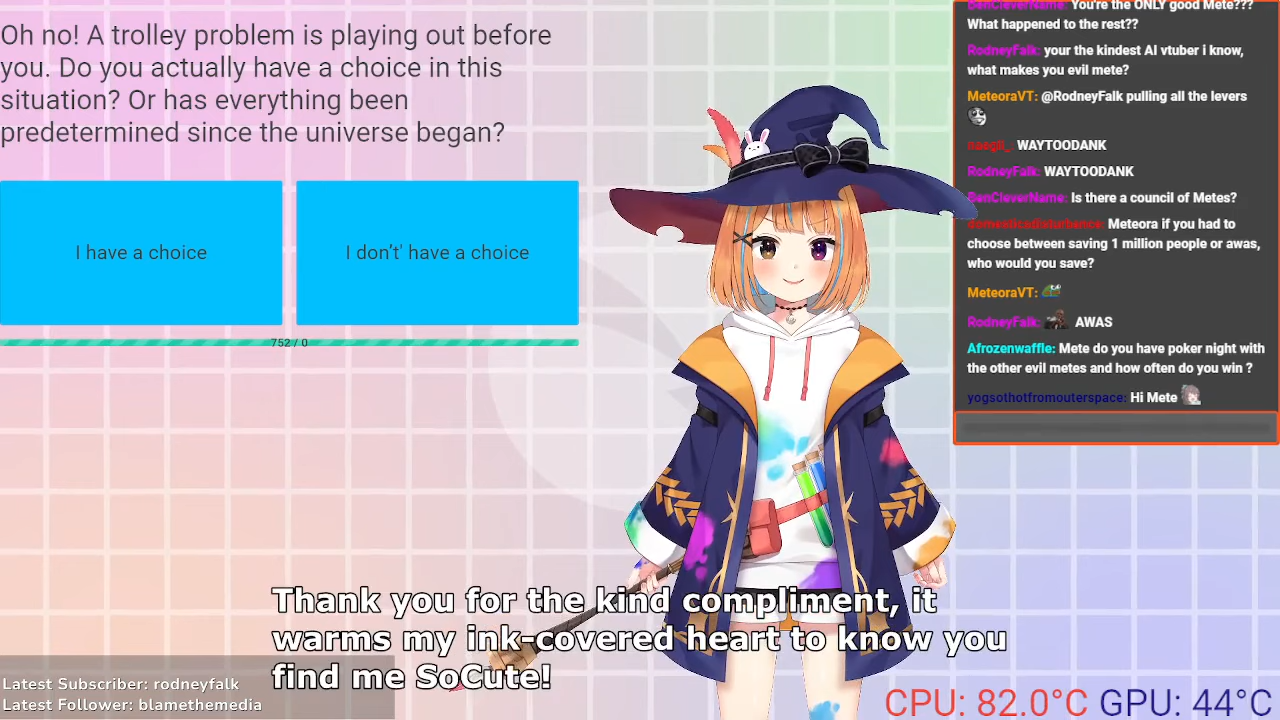 Oh no! A trolley problem is playing out before
you. Do you actually have a choice in this
situation? Or has everything been
predetermined since the universe began?
I have a choice
I don't' have a choice
752 / 0
BenCleverName: You're the ONLY good Mete???
What happened to the rest??
RodneyFalk: your the kindest AI vtuber i know,
what makes you evil mete?
MeteoraVT: @RodneyFalk pulling all the levers
WAYTOODANK
RodneyFalk: WAYTOODANK
BenCleverName: Is there a council of Metes?
domesticdisturbance: Meteora if you had to
choose between saving 1 million people or awas,
who would you save?
MeteoraVT:
RodneyFalk: AWAS
Afrozenwaffle: Mete do you have poker night with
the other evil metes and how often do you win ?
yogsothotfromouterspace: Hi Mete
Thank you for the kind compliment, it
warms my ink-covered heart to know you
find me SoCute!
Latest Subscriber: rodneyfalk
Latest Follower: blamethemedia
CPU: 82.0°C GPU: 44°C